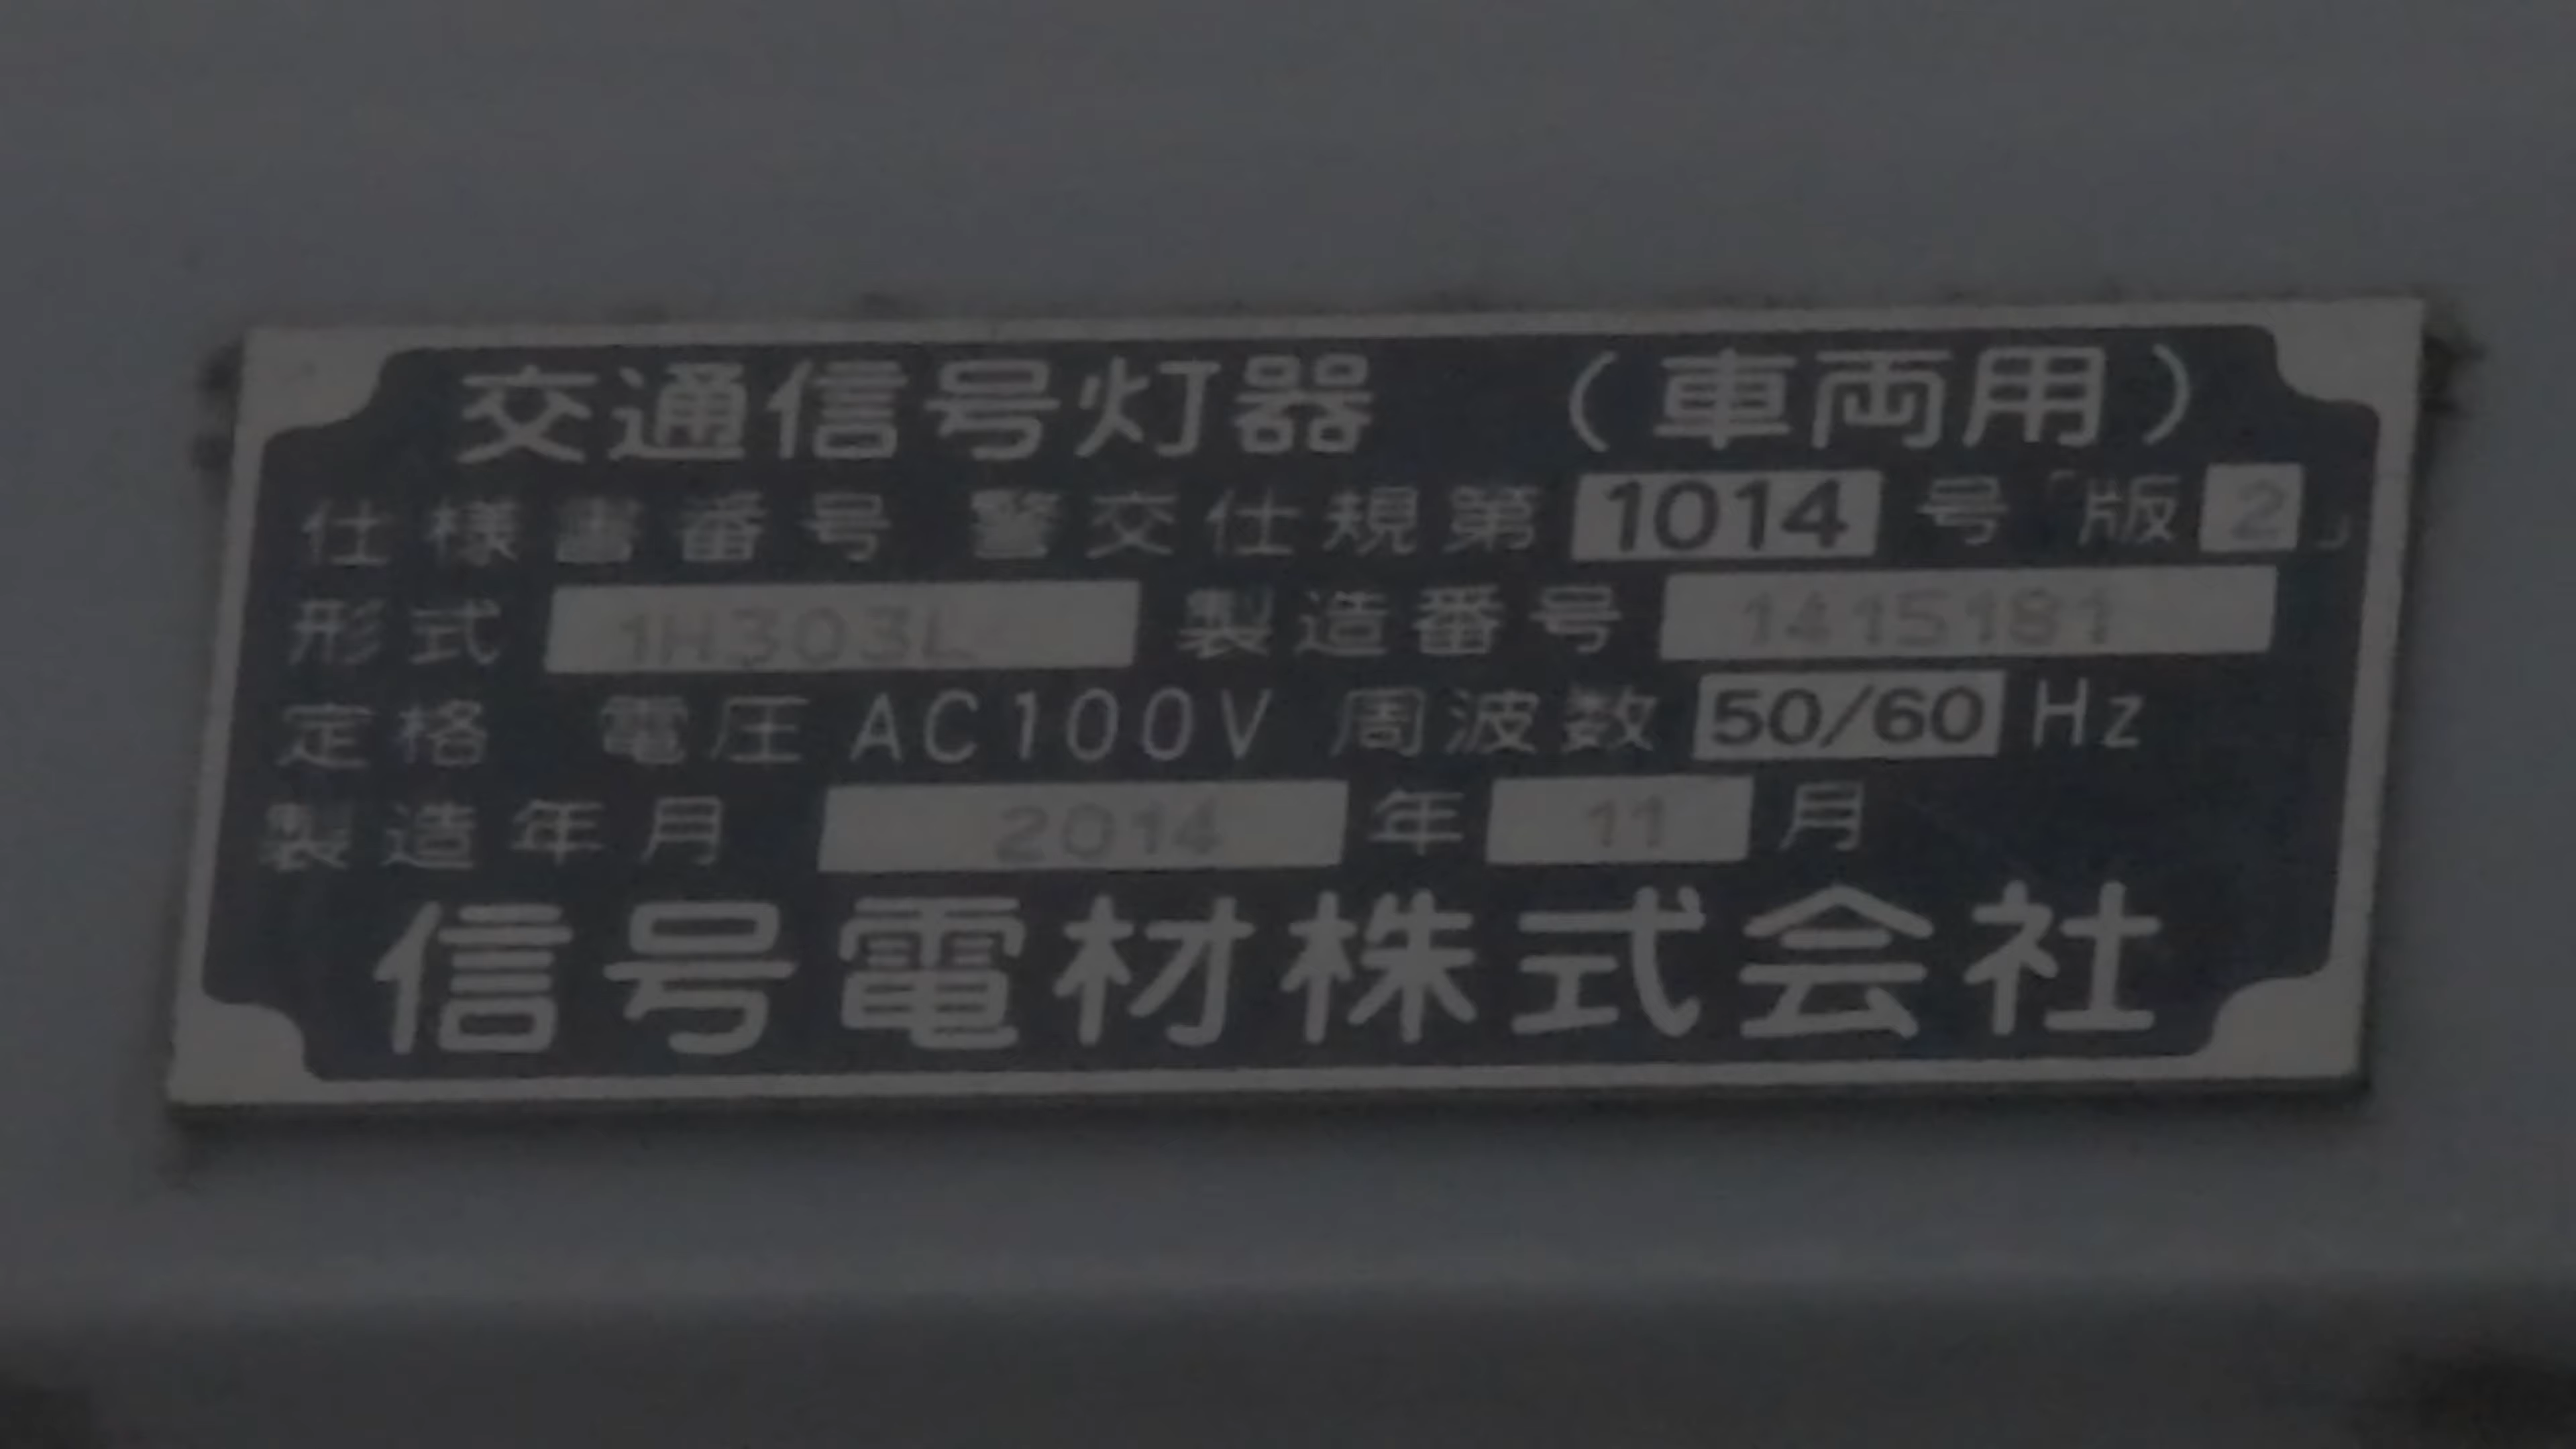 交通信号灯器 （車両用）
仕様書番号 警交仕規第 1014 号「版 2」
形式 1H303L 製造番号 1415181
定格 電圧 AC100V 周波数 50/60 Hz
製造年月 2014 年 11 月
信号電材株式会社